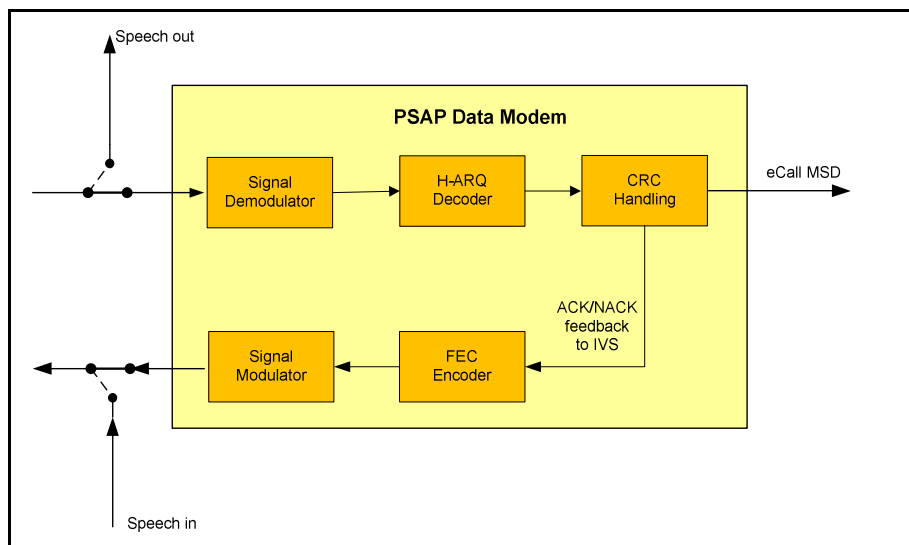 Speech out
PSAP Data Modem
Signal
Demodulator
H-ARQ
Decoder
CRC
Handling
eCall MSD
ACK/NACK
feedback
to IVS
Signal
Modulator
FEC
Encoder
Speech in